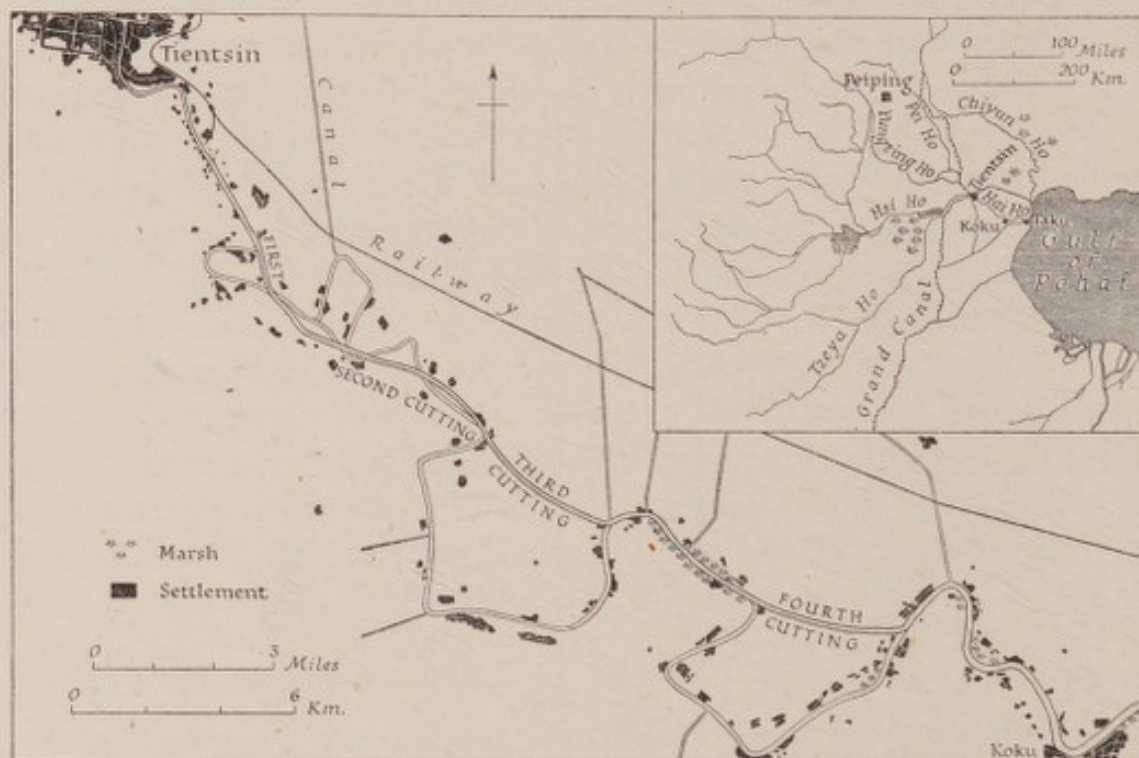 Tientsin
Canal
Railway
FIRST
SECOND CUTTING
THIRD
CUTTING
FOURTH
CUTTING
Koku
Marsh
Settlement
0 3 Miles
0 6 Km.
0 100 Miles
0 200 Km.
Peiping
Pei Ho
Chiyun Ho
Yungting Ho
Tientsin
Hai Ho
Taku
Koku
Hsi Ho
Tzeya Ho
Grand Canal
Gulf
of
Pohai